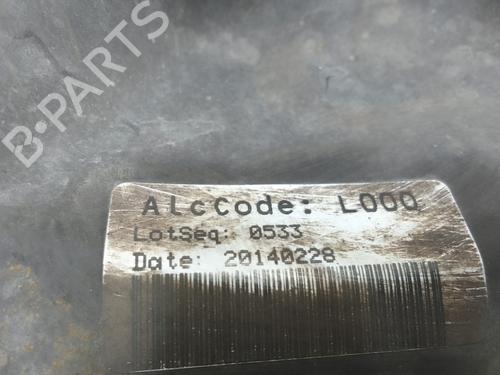 B-PARTS
AlcCode: L000
LotSeq: 0533
Date: 20140228